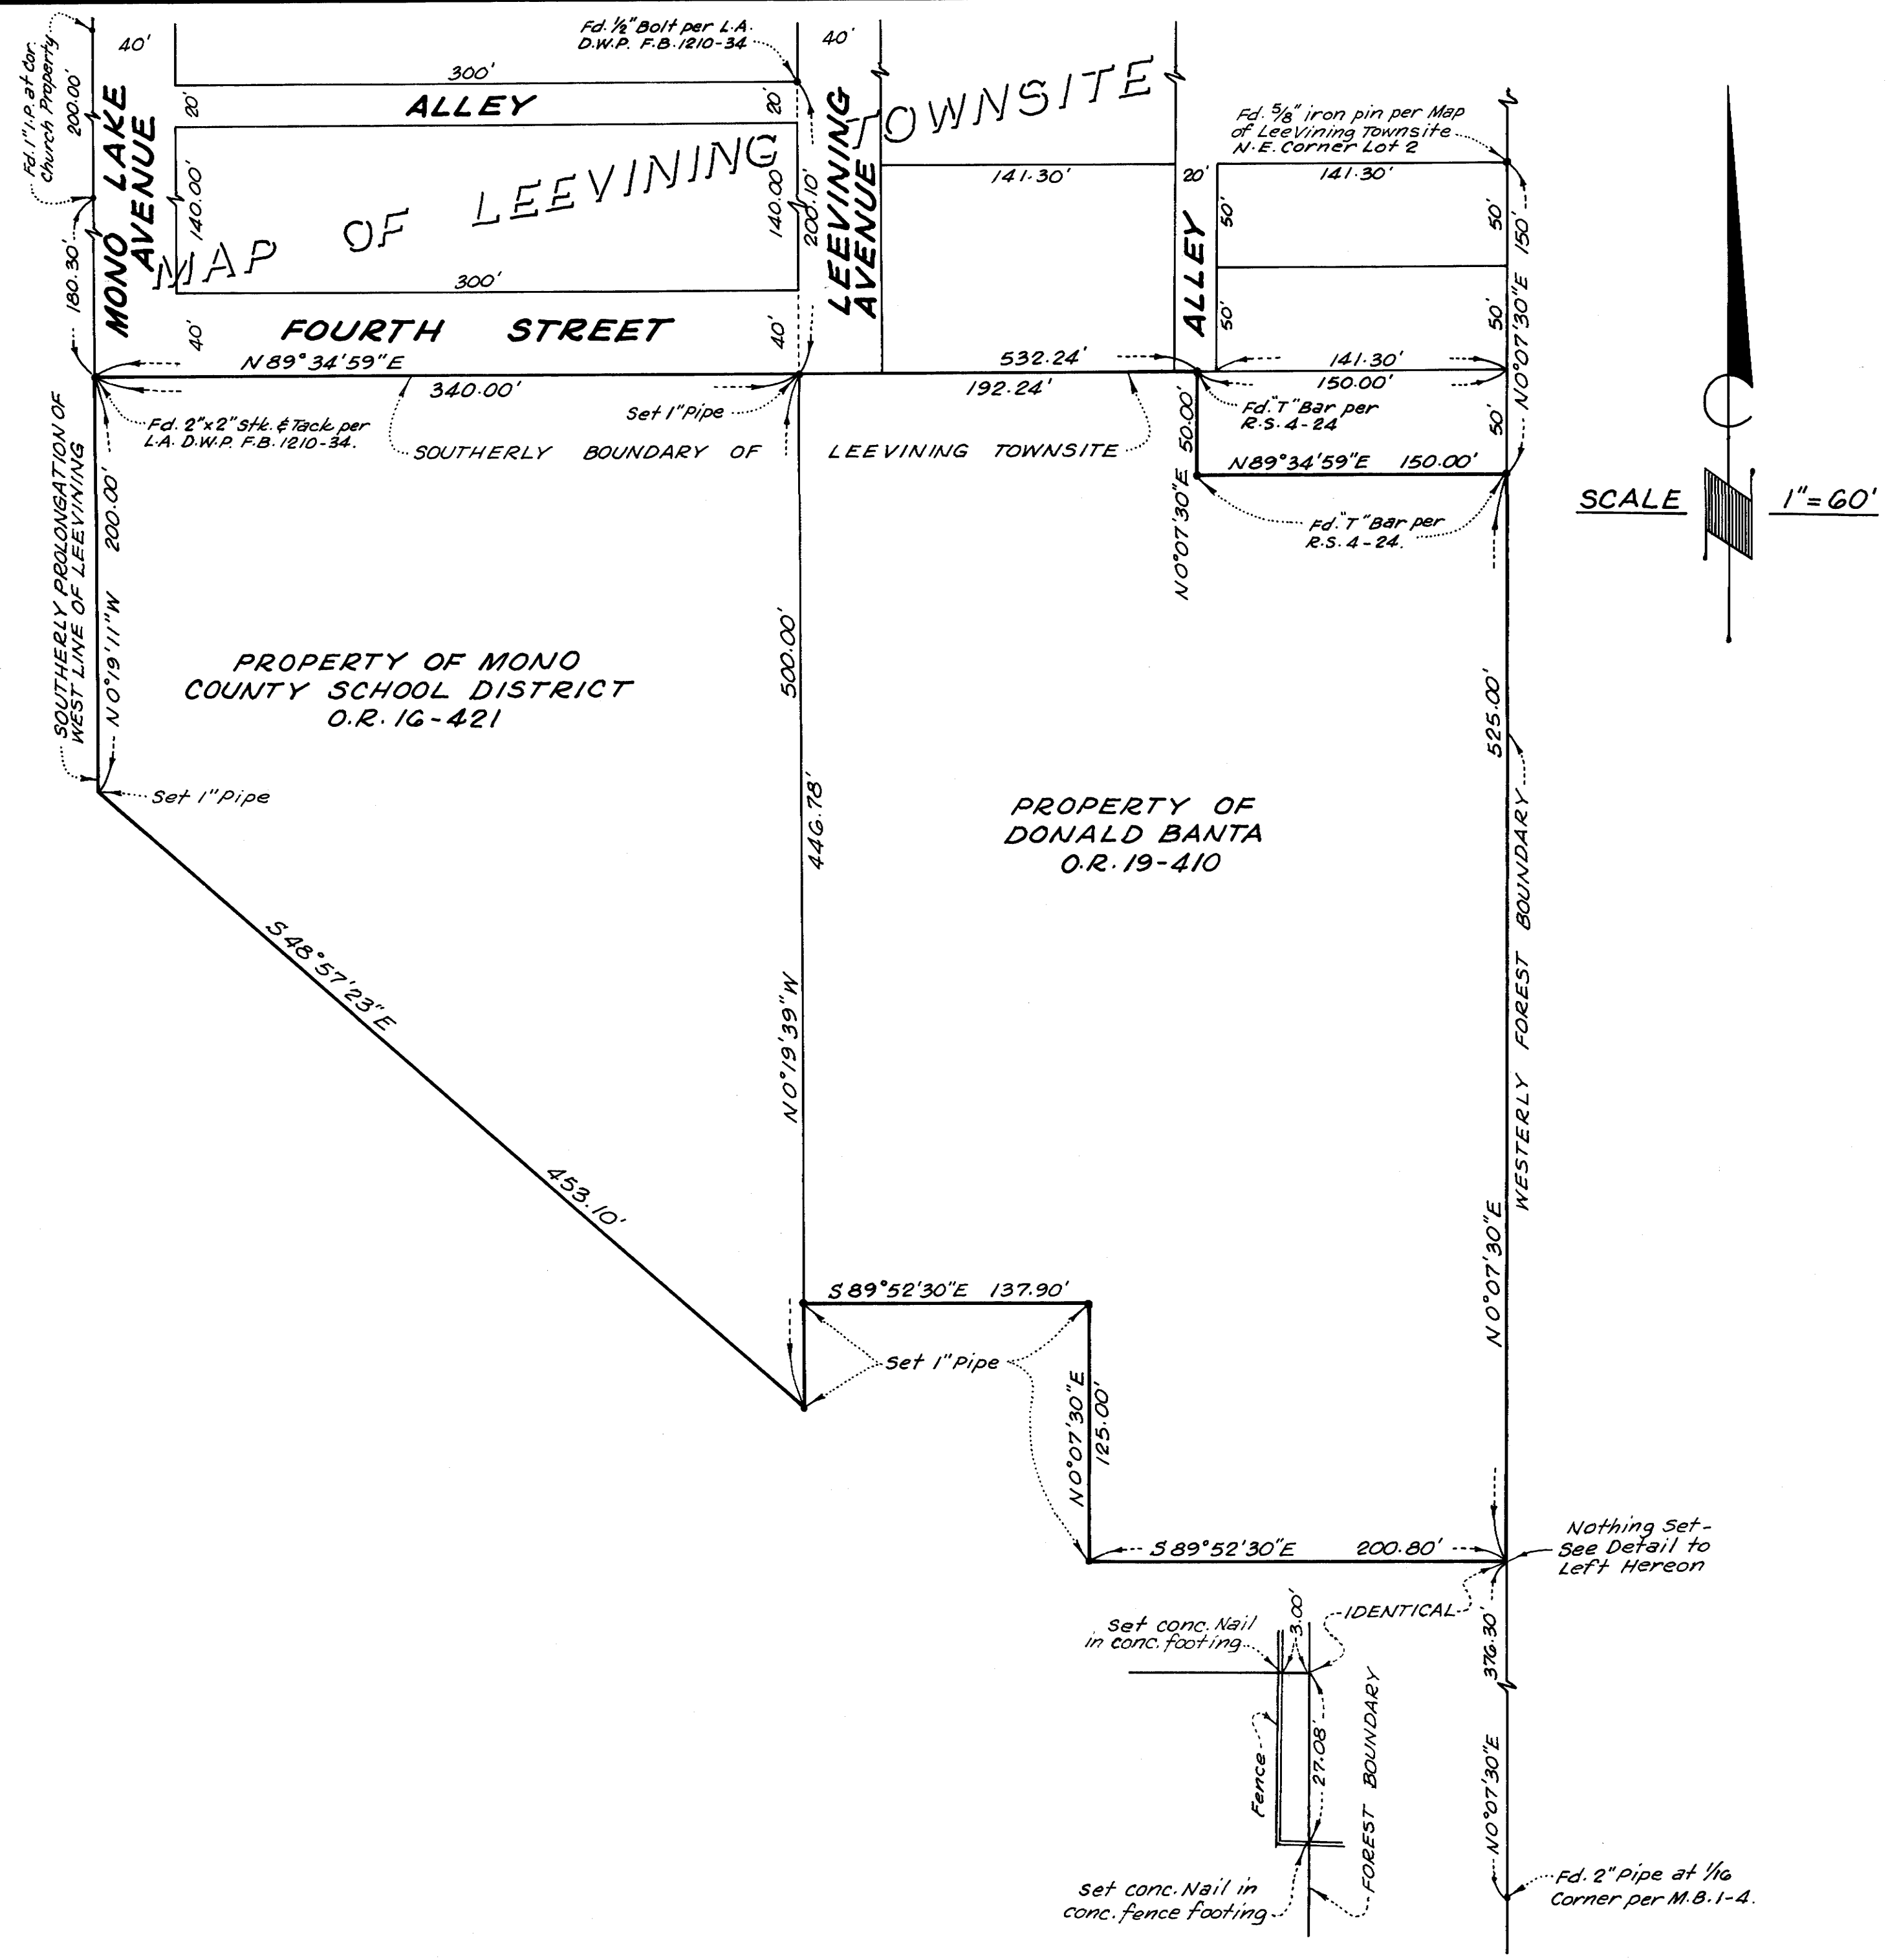 Fd. 1" I.P. at Cor.
Church Property
200.00'
40'
MONO LAKE
AVENUE
180.30'
300'
20'
ALLEY
20'
Fd. ½" Bolt per L.A.
D.W.P. F.B. 1210-34
40'
LEEVINING
AVENUE
MAP OF LEEVINING TOWNSITE
140.00'
140.00'
200.10'
300'
141.30'
20'
ALLEY
Fd. 5/8" iron pin per Map
of LeeVining Townsite
N.E. Corner Lot 2
141.30'
50'
50'
150'
50'
50'
N0°07'30"E
40'
FOURTH STREET
40'
N89°34'59"E
532.24'
141.30'
340.00'
192.24'
150.00'
Fd. 2"x2" Stk. & Tack per
L.A. D.W.P. F.B. 1210-34.
Set 1" Pipe
Fd. "T" Bar per
R.S. 4-24
50'
SOUTHERLY BOUNDARY OF LEEVINING TOWNSITE
50.00'
N0°07'30"E
N89°34'59"E 150.00'
Fd. "T" Bar per
R.S. 4-24.
SCALE 1"=60'
SOUTHERLY PROLONGATION OF
WEST LINE OF LEEVINING
200.00'
N0°19'11"W
PROPERTY OF MONO
COUNTY SCHOOL DISTRICT
O.R. 16-421
Set 1" Pipe
500.00'
446.78'
N0°19'39"W
PROPERTY OF
DONALD BANTA
O.R. 19-410
525.00'
WESTERLY FOREST BOUNDARY
N0°07'30"E
S48°57'23"E
453.10'
S89°52'30"E 137.90'
Set 1" Pipe
N0°07'30"E
125.00'
S89°52'30"E 200.80'
Nothing Set-
See Detail to
Left Hereon
IDENTICAL
3.00'
Set conc. Nail
in conc. footing
376.30'
Fence
27.08'
FOREST BOUNDARY
N0°07'30"E
Set conc. Nail in
conc. fence footing
Fd. 2" Pipe at 1/16
Corner per M.B. 1-4.